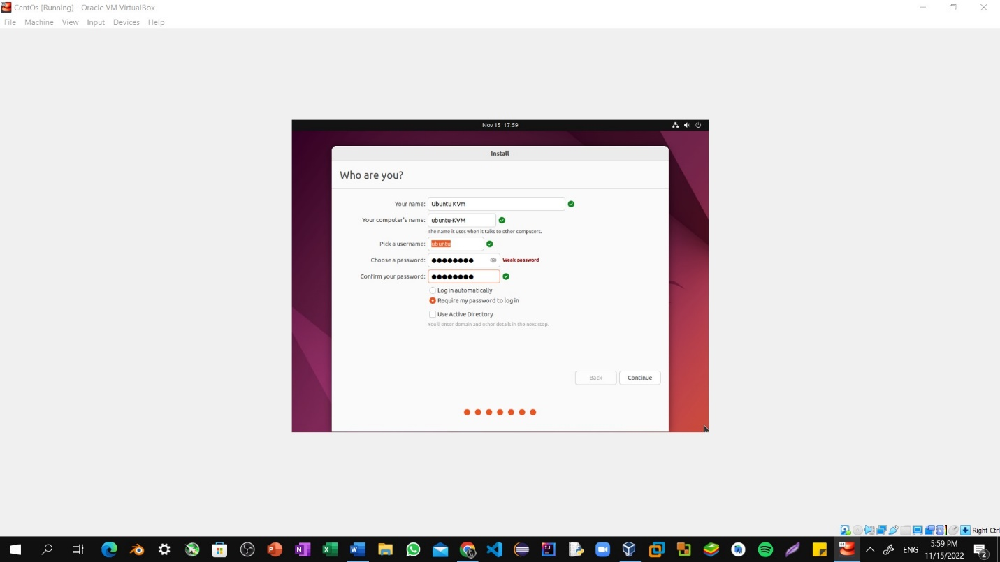 CentOs [Running] - Oracle VM VirtualBox
File Machine View Input Devices Help
Nov 15 17:59
Install
Who are you?
Your name: Ubuntu KVm
Your computer's name: ubuntu-KVM
The name it uses when it talks to other computers.
Pick a username: ubuntu
Choose a password: ●●●●●●●● Weak password
Confirm your password: ●●●●●●●●
Log in automatically
Require my password to log in
Use Active Directory
You'll enter domain and other details in the next step.
Back Continue
Right Ctrl
ENG
5:59 PM
11/15/2022
2